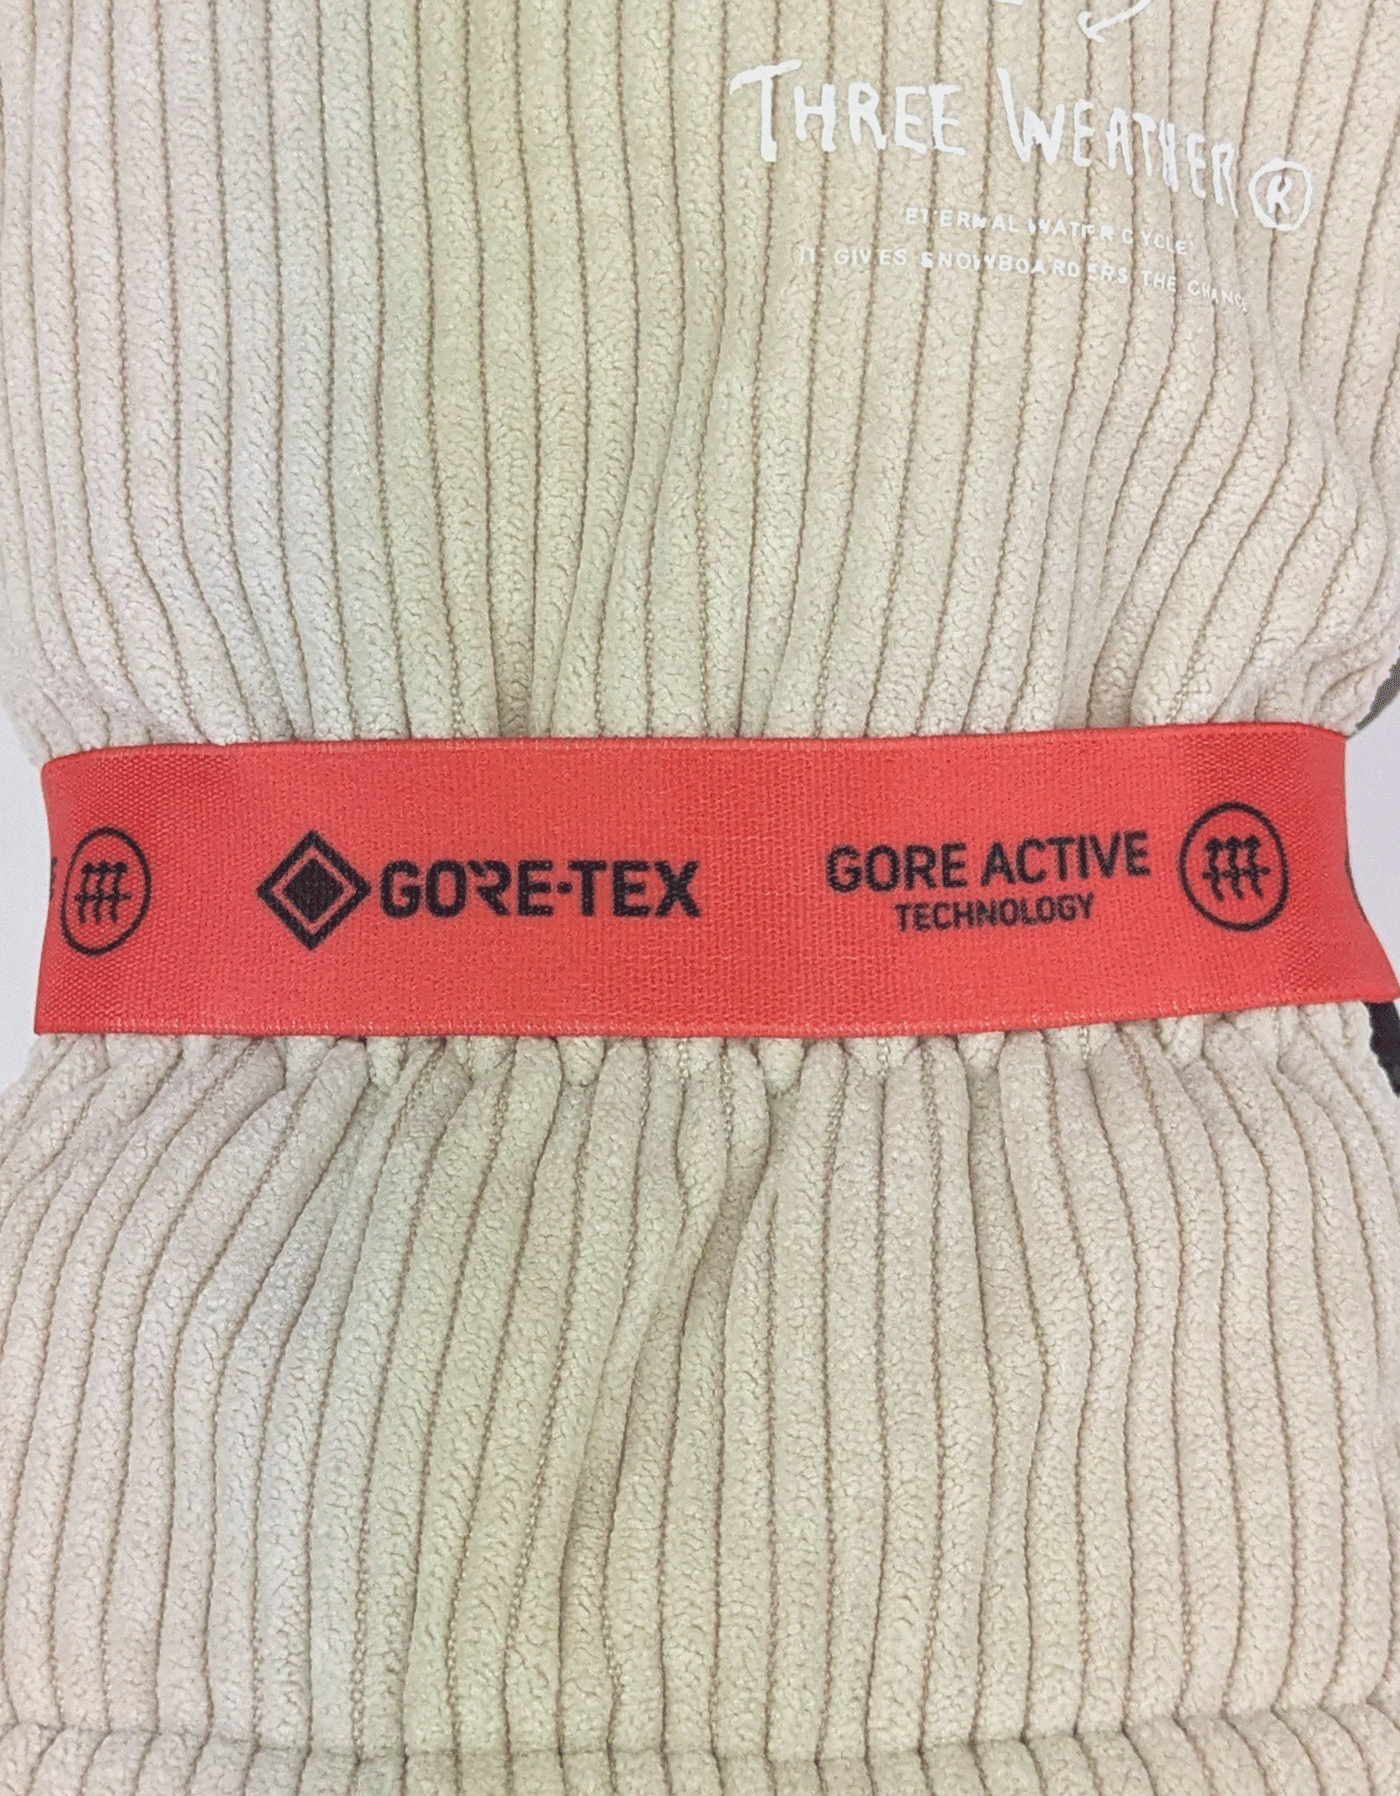 THREE WEATHER ®
ETERNAL WATER CYCLE
IT GIVES SNOWBOARDERS THE CHANCE
GORE-TEX
GORE ACTIVE
TECHNOLOGY